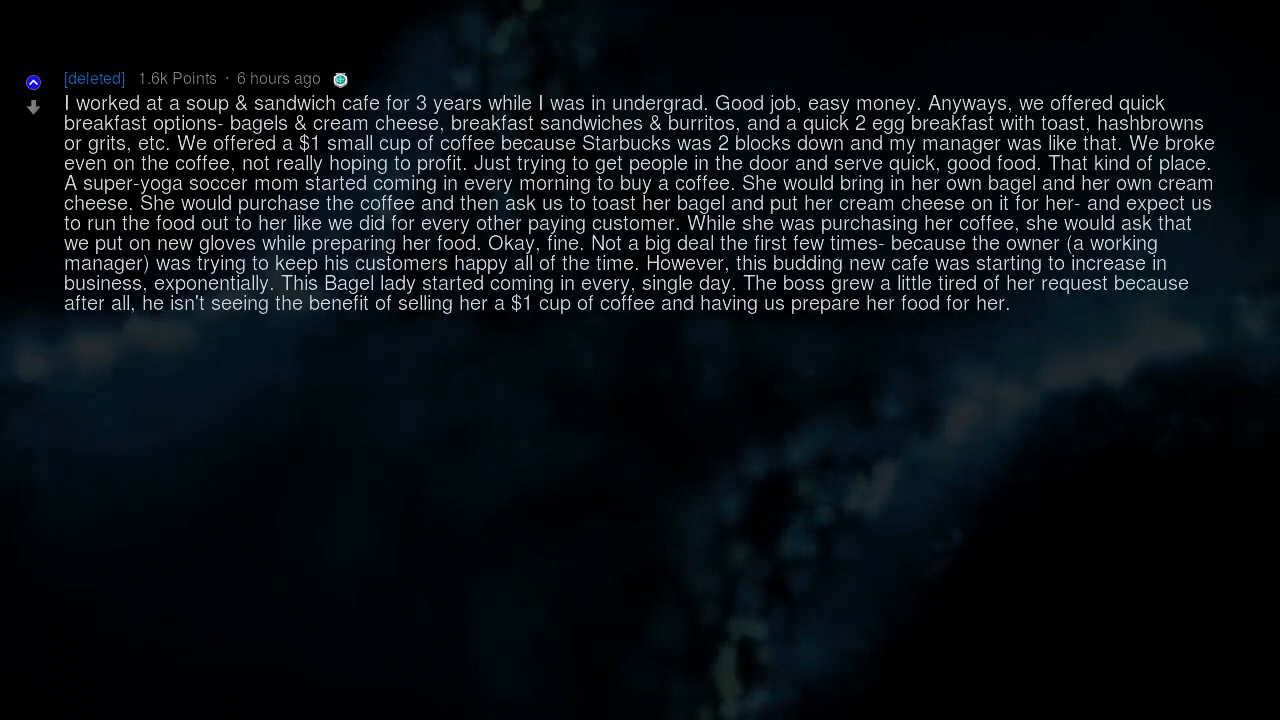 [deleted] 1.6k Points · 6 hours ago
I worked at a soup & sandwich cafe for 3 years while I was in undergrad. Good job, easy money. Anyways, we offered quick
breakfast options- bagels & cream cheese, breakfast sandwiches & burritos, and a quick 2 egg breakfast with toast, hashbrowns
or grits, etc. We offered a $1 small cup of coffee because Starbucks was 2 blocks down and my manager was like that. We broke
even on the coffee, not really hoping to profit. Just trying to get people in the door and serve quick, good food. That kind of place.
A super-yoga soccer mom started coming in every morning to buy a coffee. She would bring in her own bagel and her own cream
cheese. She would purchase the coffee and then ask us to toast her bagel and put her cream cheese on it for her- and expect us
to run the food out to her like we did for every other paying customer. While she was purchasing her coffee, she would ask that
we put on new gloves while preparing her food. Okay, fine. Not a big deal the first few times- because the owner (a working
manager) was trying to keep his customers happy all of the time. However, this budding new cafe was starting to increase in
business, exponentially. This Bagel lady started coming in every, single day. The boss grew a little tired of her request because
after all, he isn't seeing the benefit of selling her a $1 cup of coffee and having us prepare her food for her.